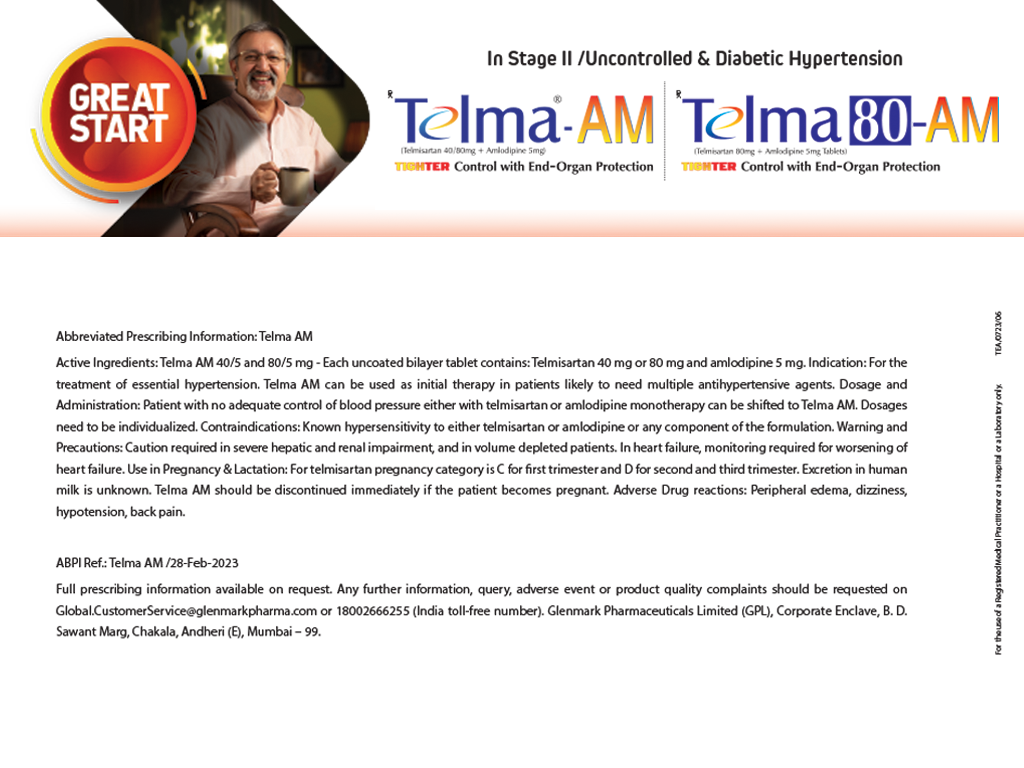 GREAT
START
In Stage II /Uncontrolled & Diabetic Hypertension
℞ Telma®-AM
(Telmisartan 40/80mg + Amlodipine 5mg)
TIGHTER Control with End-Organ Protection
℞ Telma 80-AM
(Telmisartan 80mg + Amlodipine 5mg Tablets)
TIGHTER Control with End-Organ Protection
Abbreviated Prescribing Information: Telma AM
Active Ingredients: Telma AM 40/5 and 80/5 mg - Each uncoated bilayer tablet contains: Telmisartan 40 mg or 80 mg and amlodipine 5 mg. Indication: For the
treatment of essential hypertension. Telma AM can be used as initial therapy in patients likely to need multiple antihypertensive agents. Dosage and
Administration: Patient with no adequate control of blood pressure either with telmisartan or amlodipine monotherapy can be shifted to Telma AM. Dosages
need to be individualized. Contraindications: Known hypersensitivity to either telmisartan or amlodipine or any component of the formulation. Warning and
Precautions: Caution required in severe hepatic and renal impairment, and in volume depleted patients. In heart failure, monitoring required for worsening of
heart failure. Use in Pregnancy & Lactation: For telmisartan pregnancy category is C for first trimester and D for second and third trimester. Excretion in human
milk is unknown. Telma AM should be discontinued immediately if the patient becomes pregnant. Adverse Drug reactions: Peripheral edema, dizziness,
hypotension, back pain.
ABPI Ref.: Telma AM /28-Feb-2023
Full prescribing information available on request. Any further information, query, adverse event or product quality complaints should be requested on
Global.CustomerService@glenmarkpharma.com or 18002666255 (India toll-free number). Glenmark Pharmaceuticals Limited (GPL), Corporate Enclave, B. D.
Sawant Marg, Chakala, Andheri (E), Mumbai – 99.
For the use of a Registered Medical Practitioner or a Hospital or a Laboratory only.
TEA/0723/06